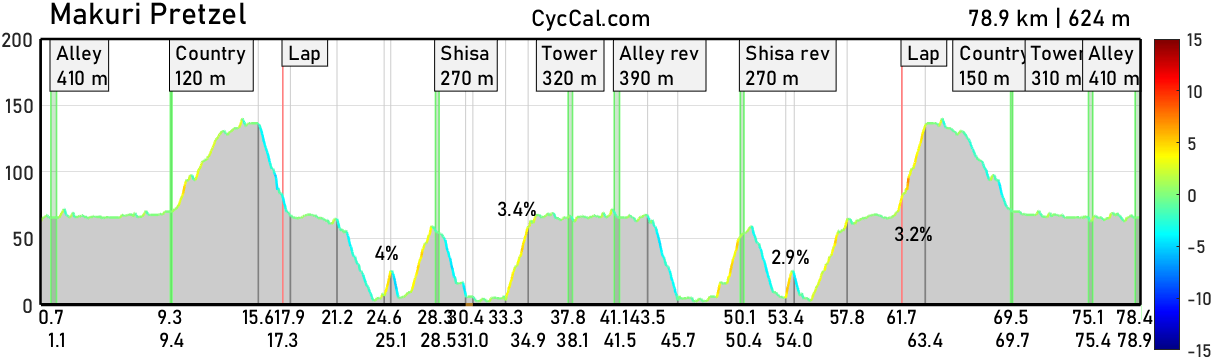 Makuri Pretzel
CycCal.com
78.9 km | 624 m
200
150
100
50
0
Alley
410 m
Country
120 m
Lap
Shisa
270 m
Tower
320 m
Alley rev
390 m
Shisa rev
270 m
Lap
Country
150 m
Tower
310 m
Alley
410 m
4%
3.4%
2.9%
3.2%
0.7 9.3 15.6 17.9 21.2 24.6 28.3 30.4 33.3 37.8 41.1 43.5 50.1 53.4 57.8 61.7 69.5 75.1 78.4
1.1 9.4 17.3 25.1 28.5 31.0 34.9 38.1 41.5 45.7 50.4 54.0 63.4 69.7 75.4 78.9
15
10
5
0
−5
−10
−15